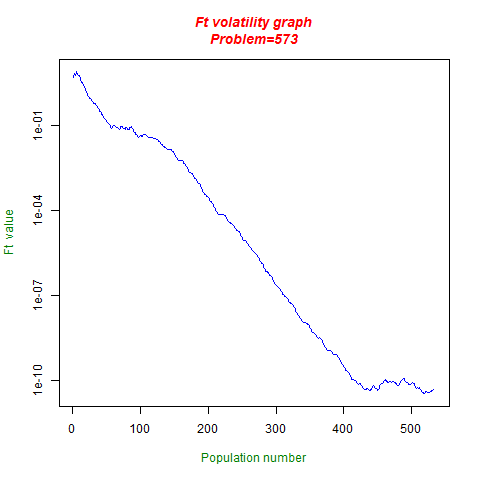 Ft volatility graph
Problem=573
1e-01
1e-04
1e-07
1e-10
Ft value
0 100 200 300 400 500
Population number